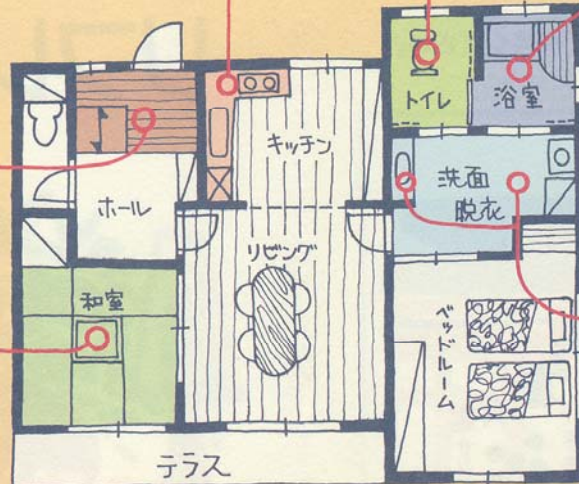 トイレ
浴室
キッチン
洗面
脱衣
ホール
リビング
和室
ベッドルーム
テラス